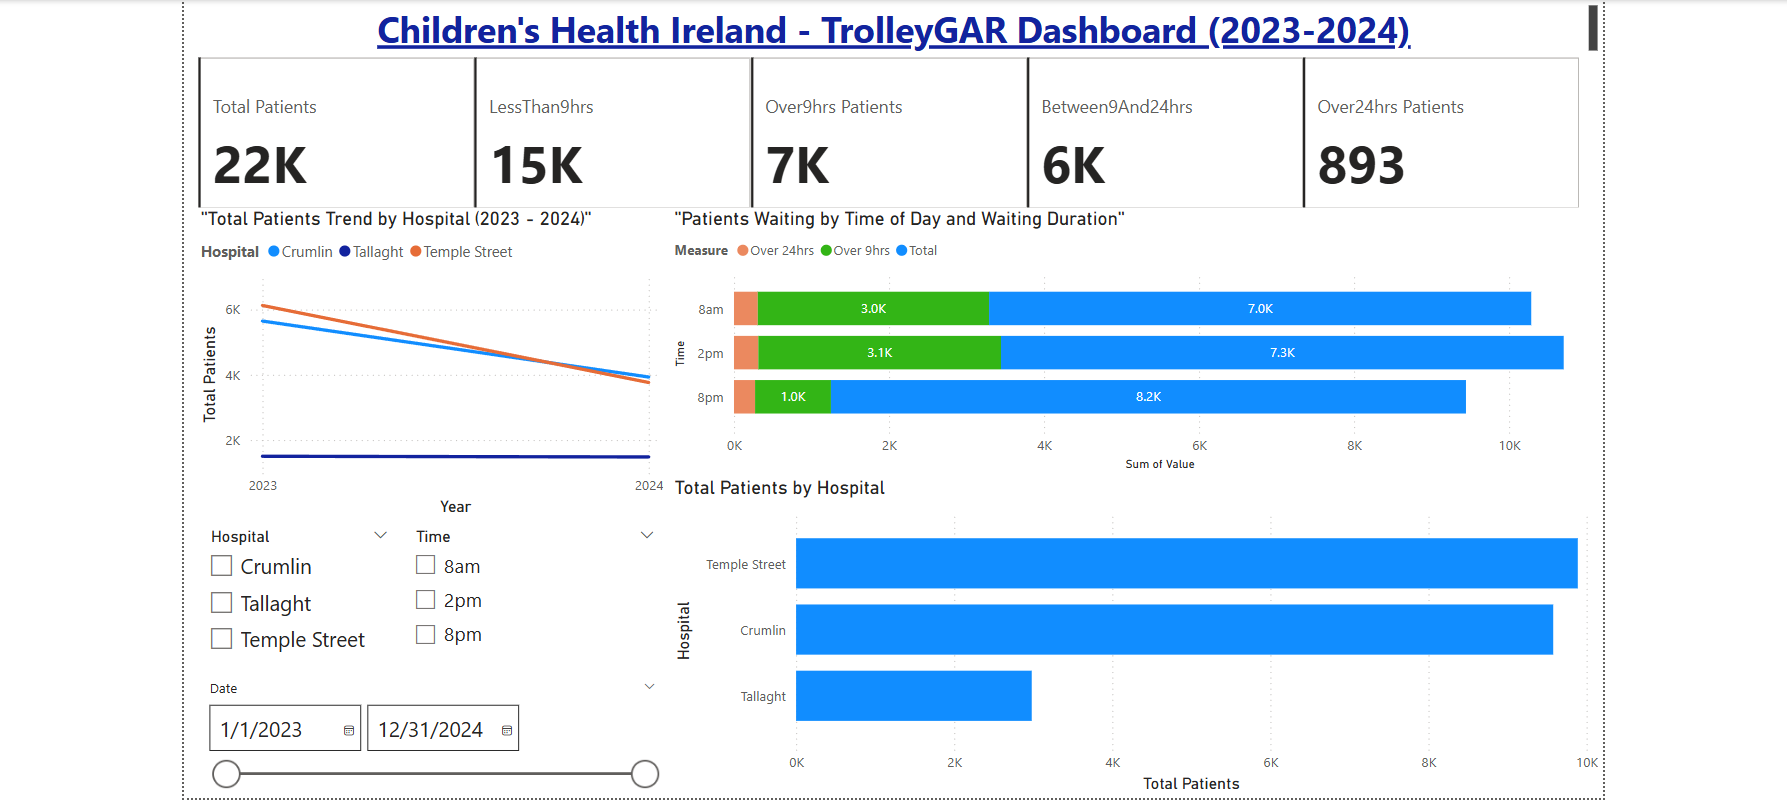 Children's Health Ireland - TrolleyGAR Dashboard (2023-2024)
Total Patients
22K
LessThan9hrs
15K
Over9hrs Patients
7K
Between9And24hrs
6K
Over24hrs Patients
893
"Total Patients Trend by Hospital (2023 - 2024)"
Hospital Crumlin Tallaght Temple Street
Total Patients
6K
4K
2K
2023 2024
Year
"Patients Waiting by Time of Day and Waiting Duration"
Measure Over 24hrs Over 9hrs Total
Time
8am 3.0K 7.0K
2pm 3.1K 7.3K
8pm 1.0K 8.2K
0K 2K 4K 6K 8K 10K
Sum of Value
Hospital
Crumlin
Tallaght
Temple Street
Time
8am
2pm
8pm
Date
1/1/2023 12/31/2024
Total Patients by Hospital
Hospital
Temple Street
Crumlin
Tallaght
0K 2K 4K 6K 8K 10K
Total Patients